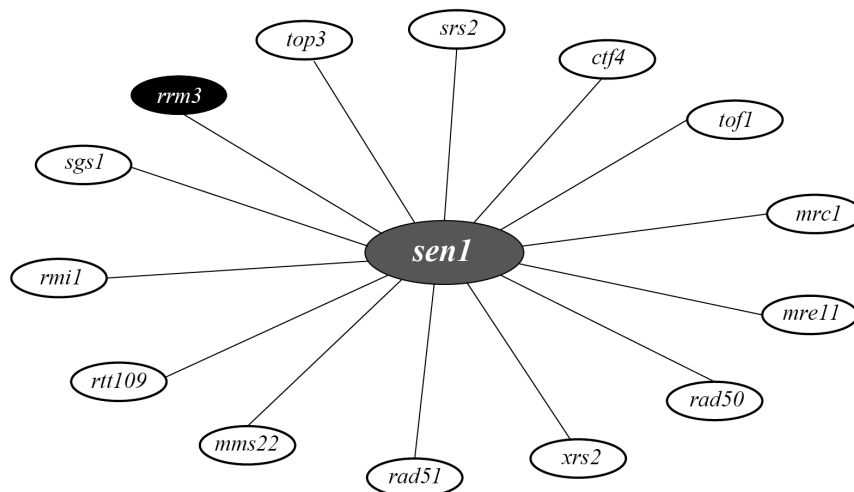 srs2
top3
ctf4
rrm3
tof1
sgs1
mrc1
sen1
rmi1
mre11
rtt109
rad50
mms22
xrs2
rad51